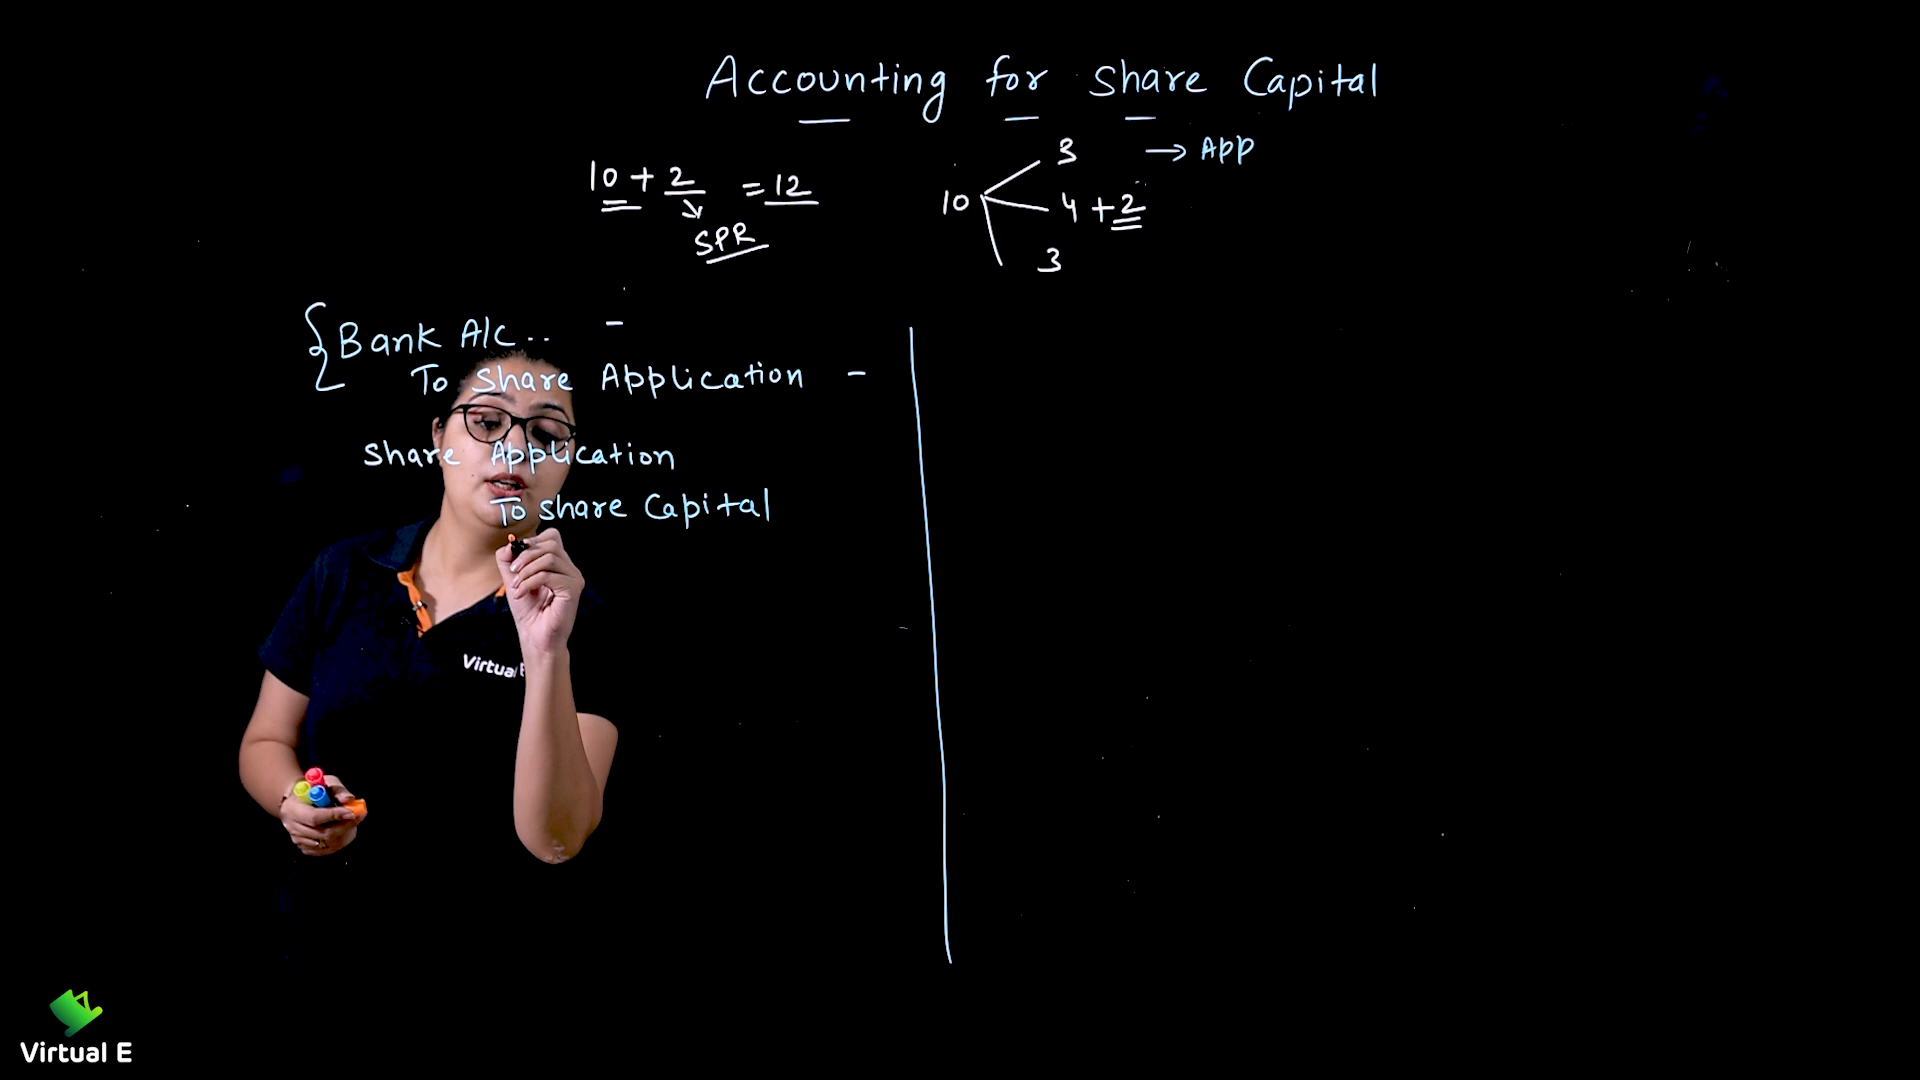 Accounting for Share Capital
10 + 2 = 12
SPR
10
3 → APP
4 + 2
3
Bank A/c .. -
To Share Application -
Share Application
To Share Capital
Virtual E
Virtual E